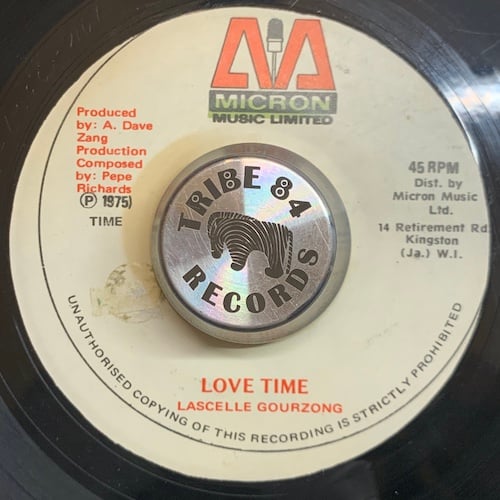 MICRON
MUSIC LIMITED
Produced
by: A. Dave
Zang
Production
Composed
by: Pepe
Richards
Ⓟ 1975)
TIME
45 RPM
Dist. by
Micron Music
Ltd.
14 Retirement Rd
Kingston
(Ja.) W.I.
TRIBE 84
RECORDS
LOVE TIME
LASCELLE GOURZONG
UNAUTHORISED COPYING OF THIS RECORDING IS STRICTLY PROHIBITED